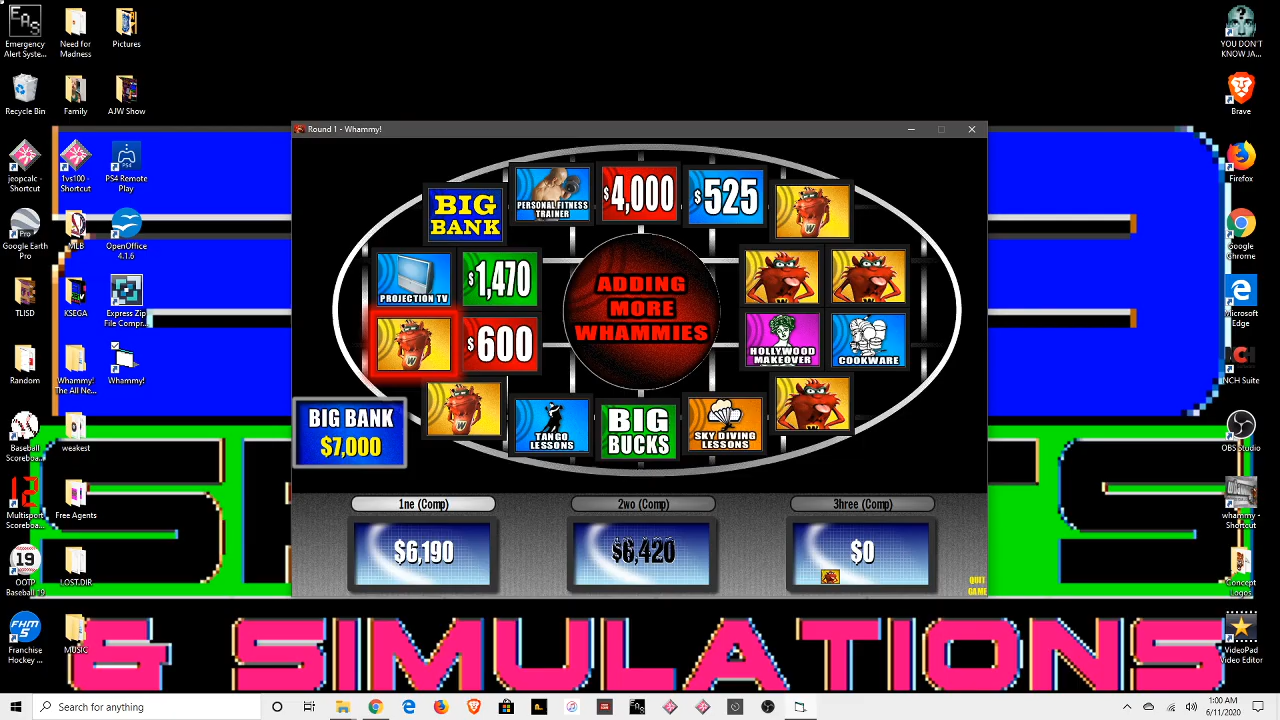 Emergency
Alert Syste...
Need for
Madness
Pictures
Recycle Bin
Family
AJW Show
jeopcalc -
Shortcut
1vs100 -
Shortcut
PS4 Remote
Play
Google Earth
Pro
MLB
OpenOffice
4.1.6
TLISD
KSEGA
Express Zip
File Compr...
Random
Whammy!
The All Ne...
Whammy!
Baseball
Scoreboa...
weakest
Multisport
Scoreboa...
Free Agents
OOTP
Baseball 19
LOST.DIR
Franchise
Hockey ...
MUSIC
YOU DON'T
KNOW JA...
Brave
Firefox
Google
Chrome
Microsoft
Edge
NCH Suite
OBS Studio
whammy -
Shortcut
Concept
Logos
VideoPad
Video Editor
Round 1 - Whammy!
BIG
BANK
PERSONAL FITNESS
TRAINER
$4,000
$525
PROJECTION TV
$1,470
$600
ADDING
MORE
WHAMMIES
HOLLYWOOD
MAKEOVER
COOKWARE
TANGO
LESSONS
BIG
BUCKS
SKY DIVING
LESSONS
BIG BANK
$7,000
1ne (Comp)
2wo (Comp)
3hree (Comp)
$6,190
$6,420
$0
QUIT
GAME
& SIMULATIONS
Search for anything
1:00 AM
6/11/2020